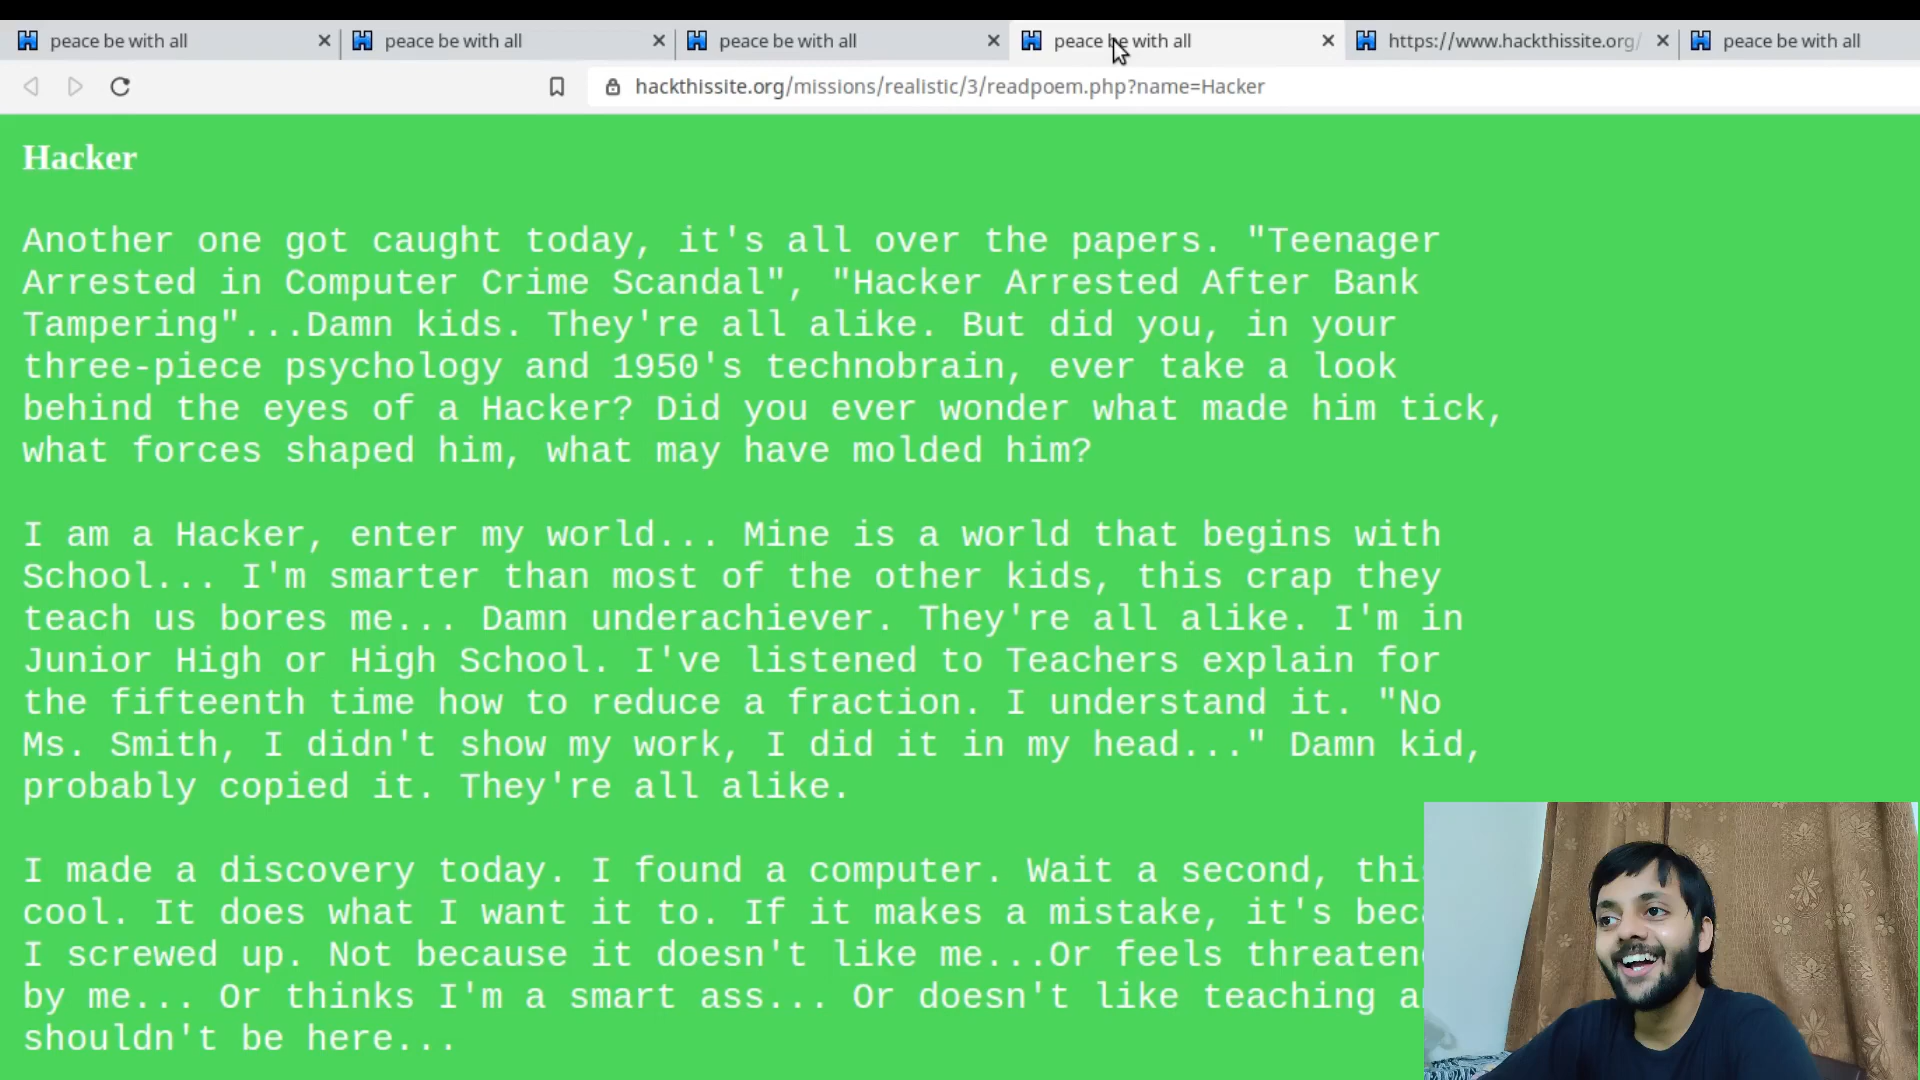 peace be with all
peace be with all
peace be with all
peace be with all
https://www.hackthissite.org/
peace be with all
hackthissite.org/missions/realistic/3/readpoem.php?name=Hacker
Hacker
Another one got caught today, it's all over the papers. "Teenager
Arrested in Computer Crime Scandal", "Hacker Arrested After Bank
Tampering"...Damn kids. They're all alike. But did you, in your
three-piece psychology and 1950's technobrain, ever take a look
behind the eyes of a Hacker? Did you ever wonder what made him tick,
what forces shaped him, what may have molded him?
I am a Hacker, enter my world... Mine is a world that begins with
School... I'm smarter than most of the other kids, this crap they
teach us bores me... Damn underachiever. They're all alike. I'm in
Junior High or High School. I've listened to Teachers explain for
the fifteenth time how to reduce a fraction. I understand it. "No
Ms. Smith, I didn't show my work, I did it in my head..." Damn kid,
probably copied it. They're all alike.
I made a discovery today. I found a computer. Wait a second,
cool. It does what I want it to. If it makes a mistake, it's
I screwed up. Not because it doesn't like me...Or feels
by me... Or thinks I'm a smart ass... Or doesn't like teaching
shouldn't be here...